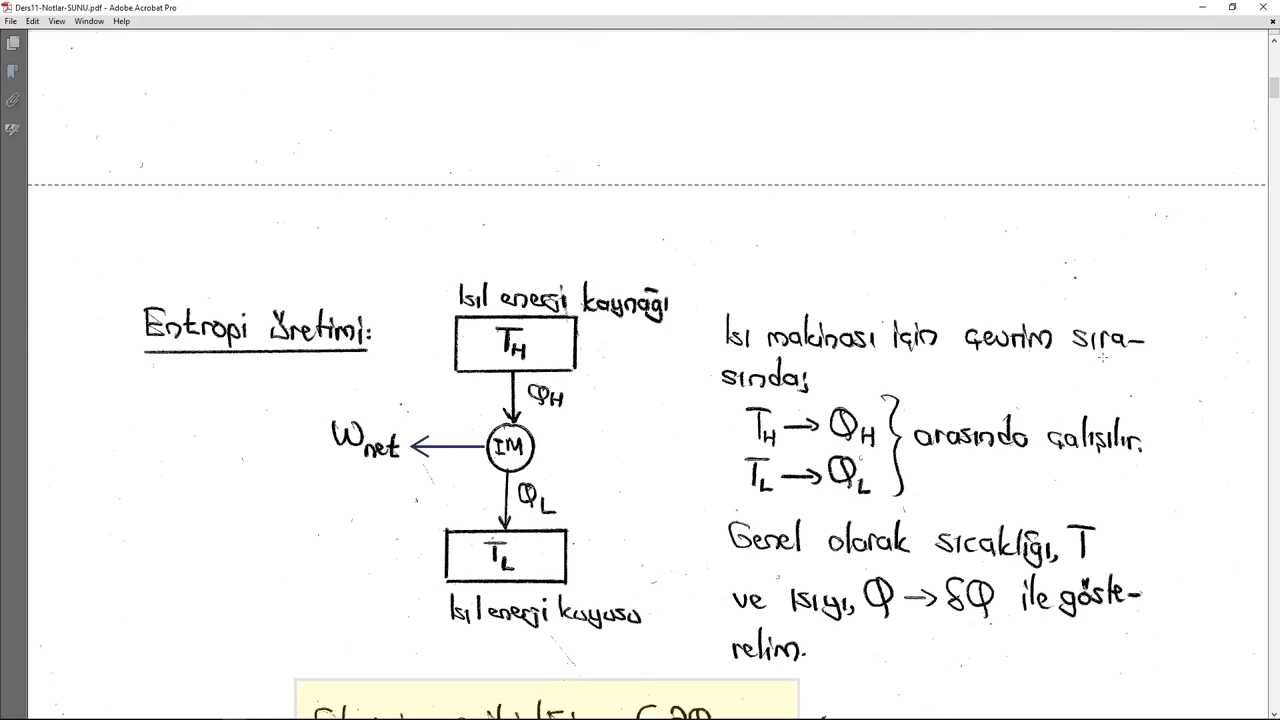 Ders11-Notlar-SUNU.pdf - Adobe Acrobat Pro
File Edit View Window Help
Entropi üretimi:
Isıl energi kaynağı
T_H
Q_H
W_net
IM
Q_L
T_L
Isıl energi kuyusu
Isı makinası için çevrim sıra-
sında;
T_H → Q_H
T_L → Q_L
arasında çalışılır.
Genel olarak sıcaklığı, T
ve ısıyı, Q → δQ ile göste-
relim.